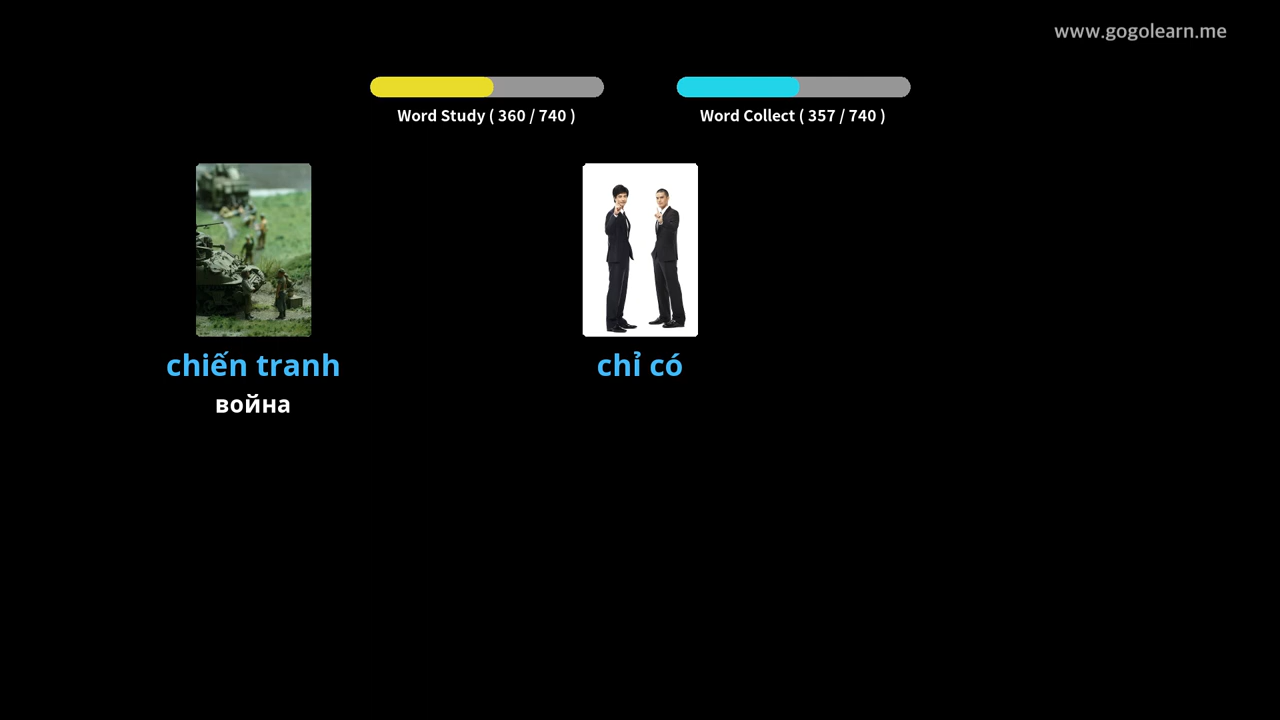 www.gogolearn.me
Word Study ( 360 / 740 )
Word Collect ( 357 / 740 )
chiến tranh
война
chỉ có